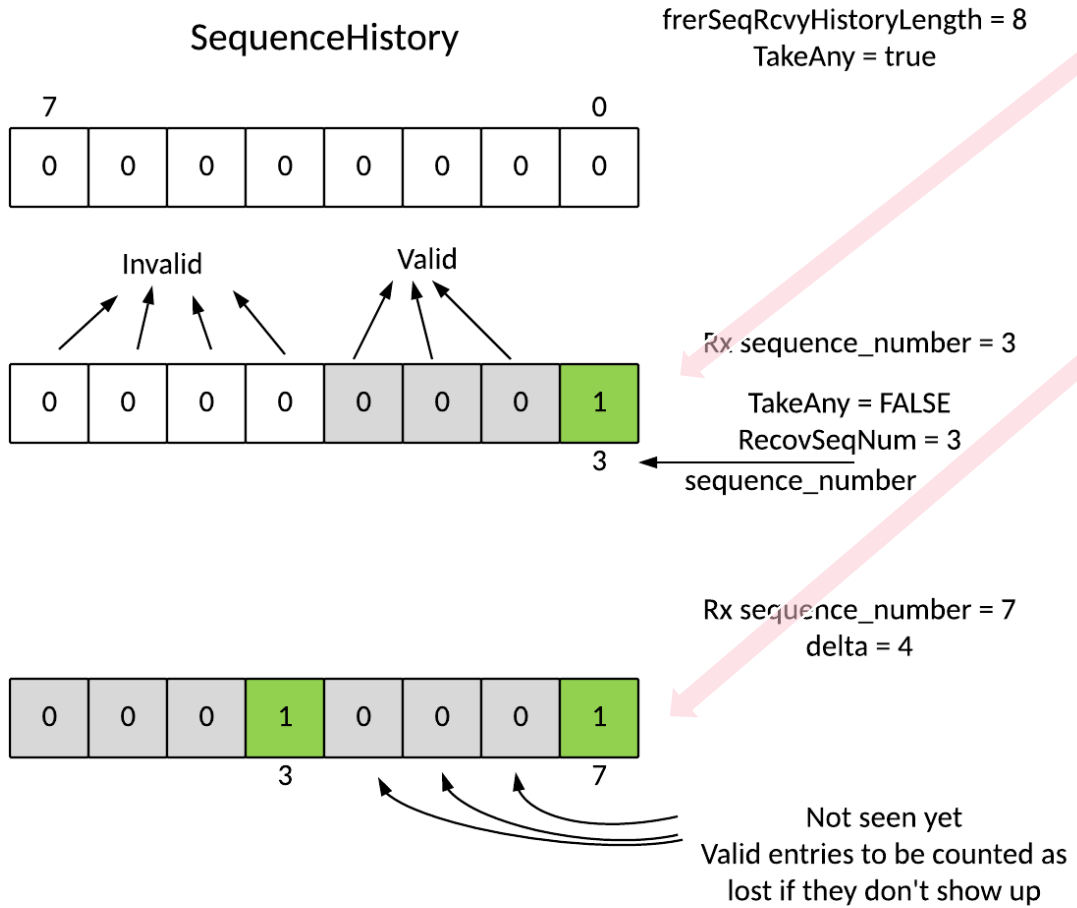 SequenceHistory
frerSeqRcvyHistoryLength = 8
TakeAny = true
7 0
0 0 0 0 0 0 0 0
Invalid Valid
Rx sequence_number = 3
0 0 0 0 0 0 0 1
TakeAny = FALSE
RecovSeqNum = 3
3
sequence_number
Rx sequence_number = 7
delta = 4
0 0 0 1 0 0 0 1
3 7
Not seen yet
Valid entries to be counted as
lost if they don't show up